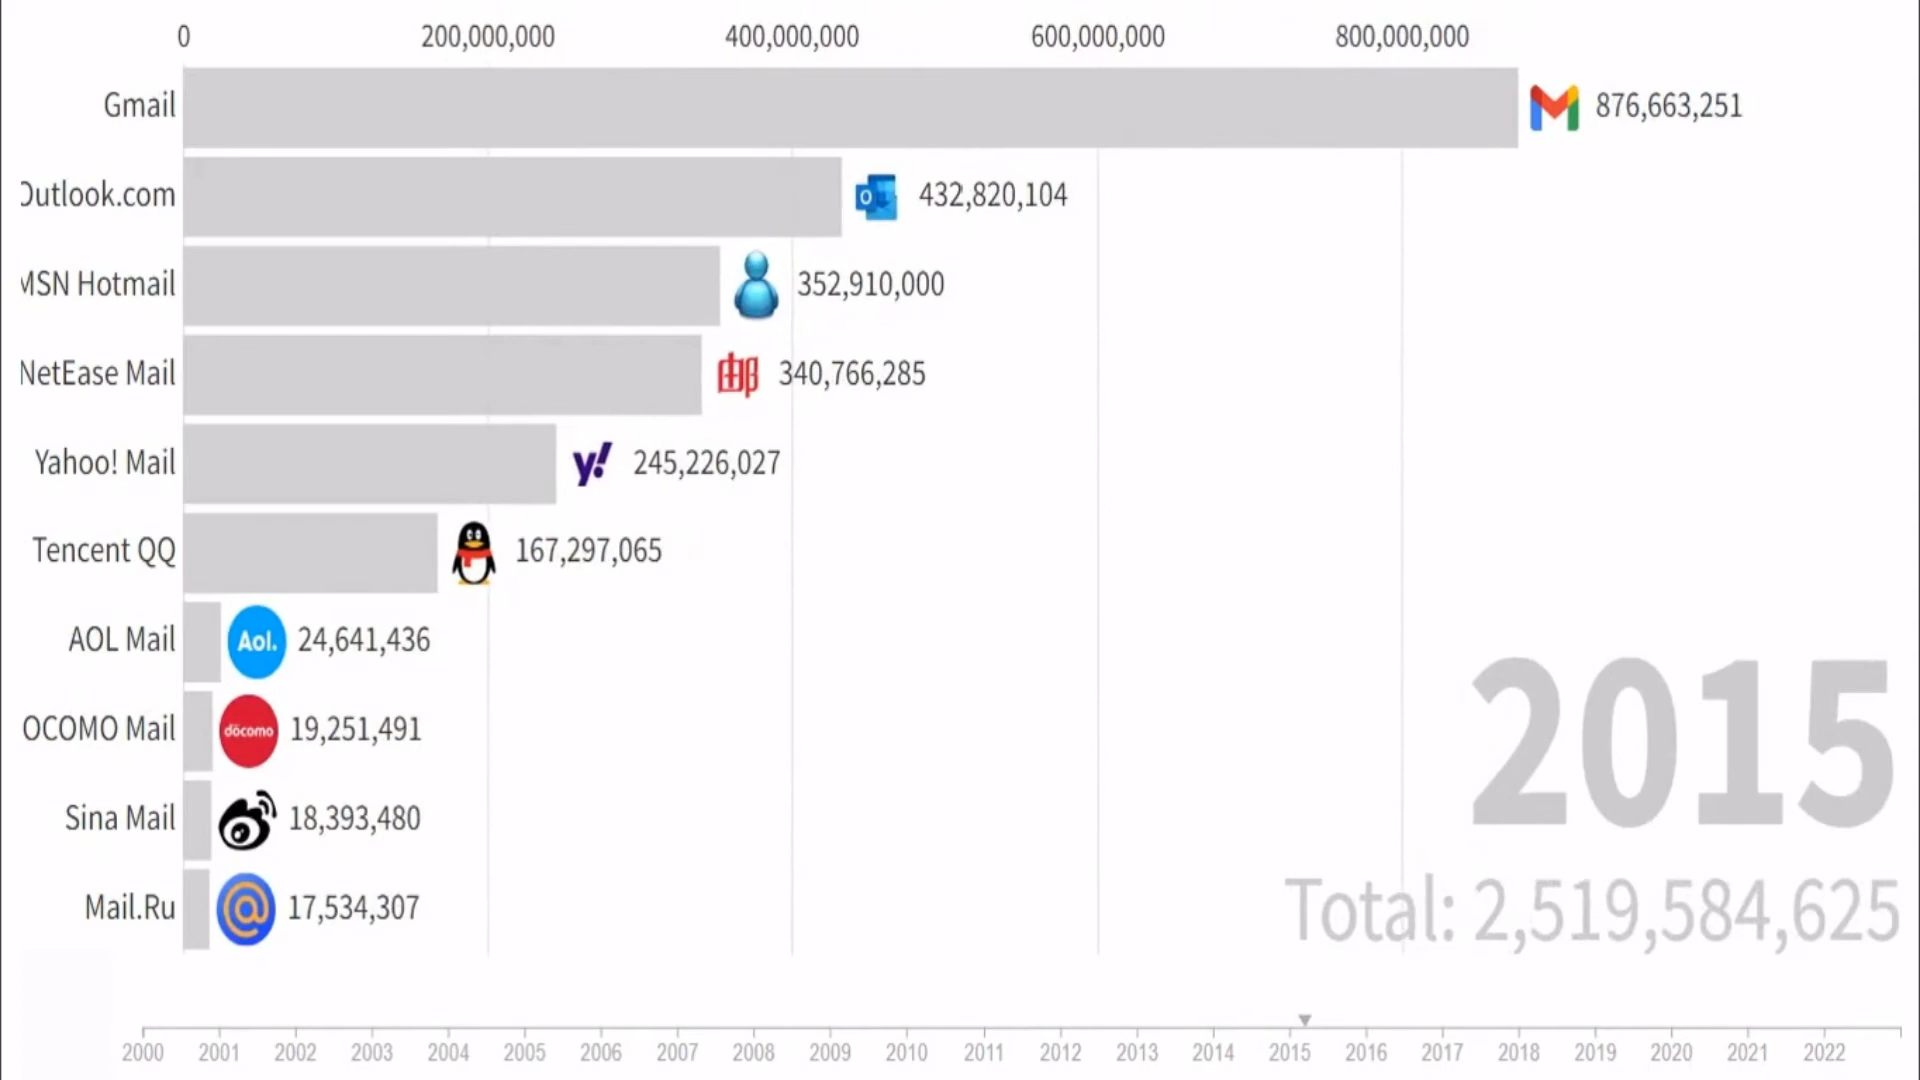 0 200,000,000 400,000,000 600,000,000 800,000,000
Gmail 876,663,251
Outlook.com O 432,820,104
MSN Hotmail 352,910,000
NetEase Mail 邮 340,766,285
Yahoo! Mail y! 245,226,027
Tencent QQ 167,297,065
AOL Mail Aol. 24,641,436
OCOMO Mail döcomo 19,251,491
Sina Mail 18,393,480
Mail.Ru @ 17,534,307
2015
Total: 2,519,584,625
2000 2001 2002 2003 2004 2005 2006 2007 2008 2009 2010 2011 2012 2013 2014 2015 2016 2017 2018 2019 2020 2021 2022